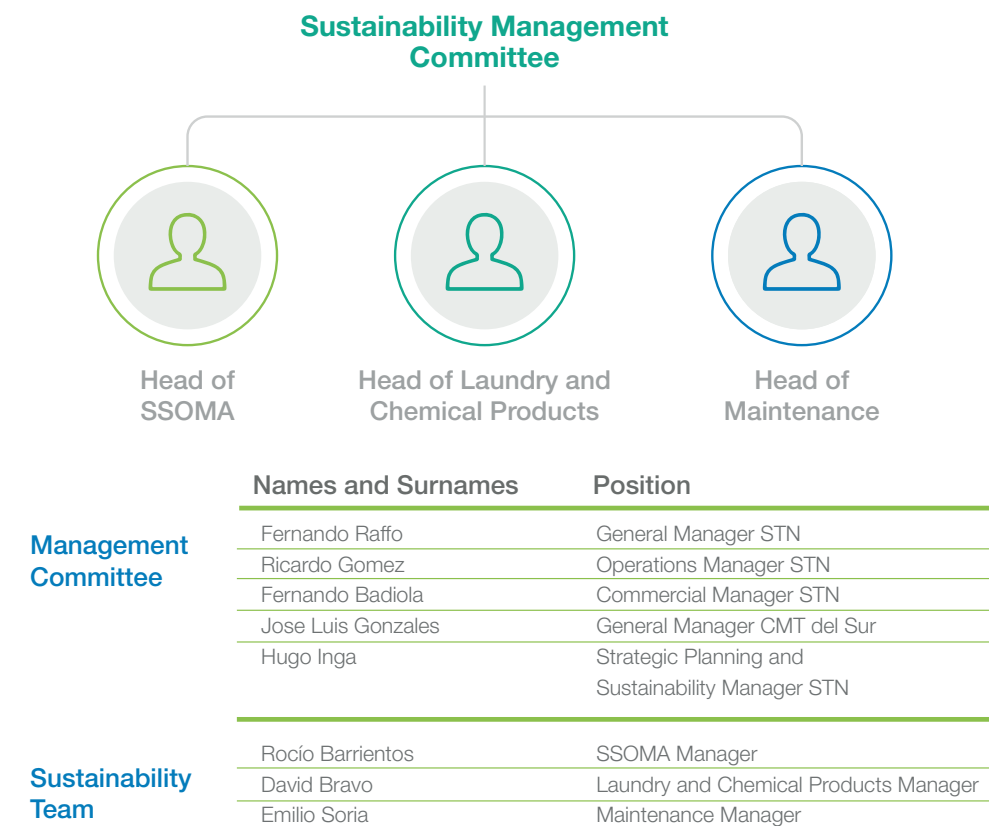 Sustainability Management
Committee
Head of
SSOMA
Head of Laundry and
Chemical Products
Head of
Maintenance
Names and Surnames Position
Management
Committee
Fernando Raffo General Manager STN
Ricardo Gomez Operations Manager STN
Fernando Badiola Commercial Manager STN
Jose Luis Gonzales General Manager CMT del Sur
Hugo Inga Strategic Planning and
Sustainability Manager STN
Sustainability
Team
Rocío Barrientos SSOMA Manager
David Bravo Laundry and Chemical Products Manager
Emilio Soria Maintenance Manager